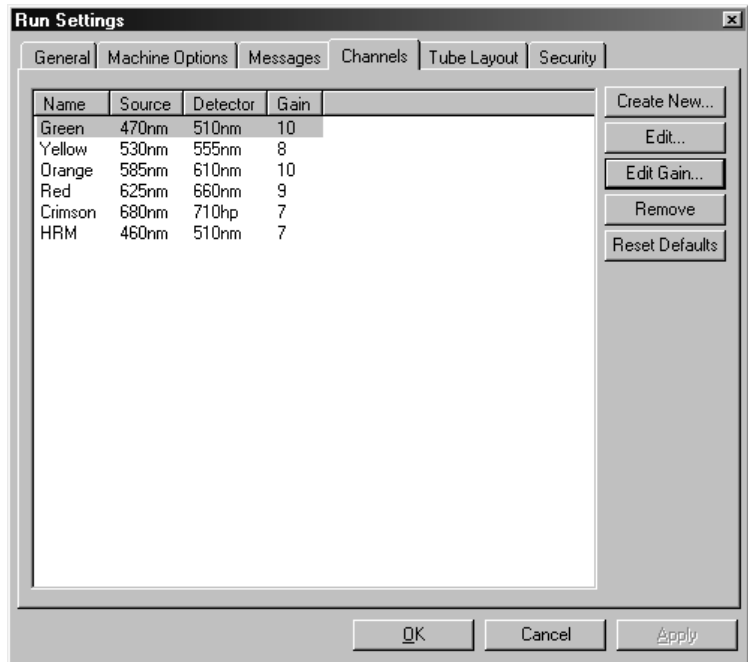 Run Settings
General Machine Options Messages Channels Tube Layout Security
Name Source Detector Gain
Green 470nm 510nm 10
Yellow 530nm 555nm 8
Orange 585nm 610nm 10
Red 625nm 660nm 9
Crimson 680nm 710hp 7
HRM 460nm 510nm 7
Create New...
Edit...
Edit Gain...
Remove
Reset Defaults
OK Cancel Apply